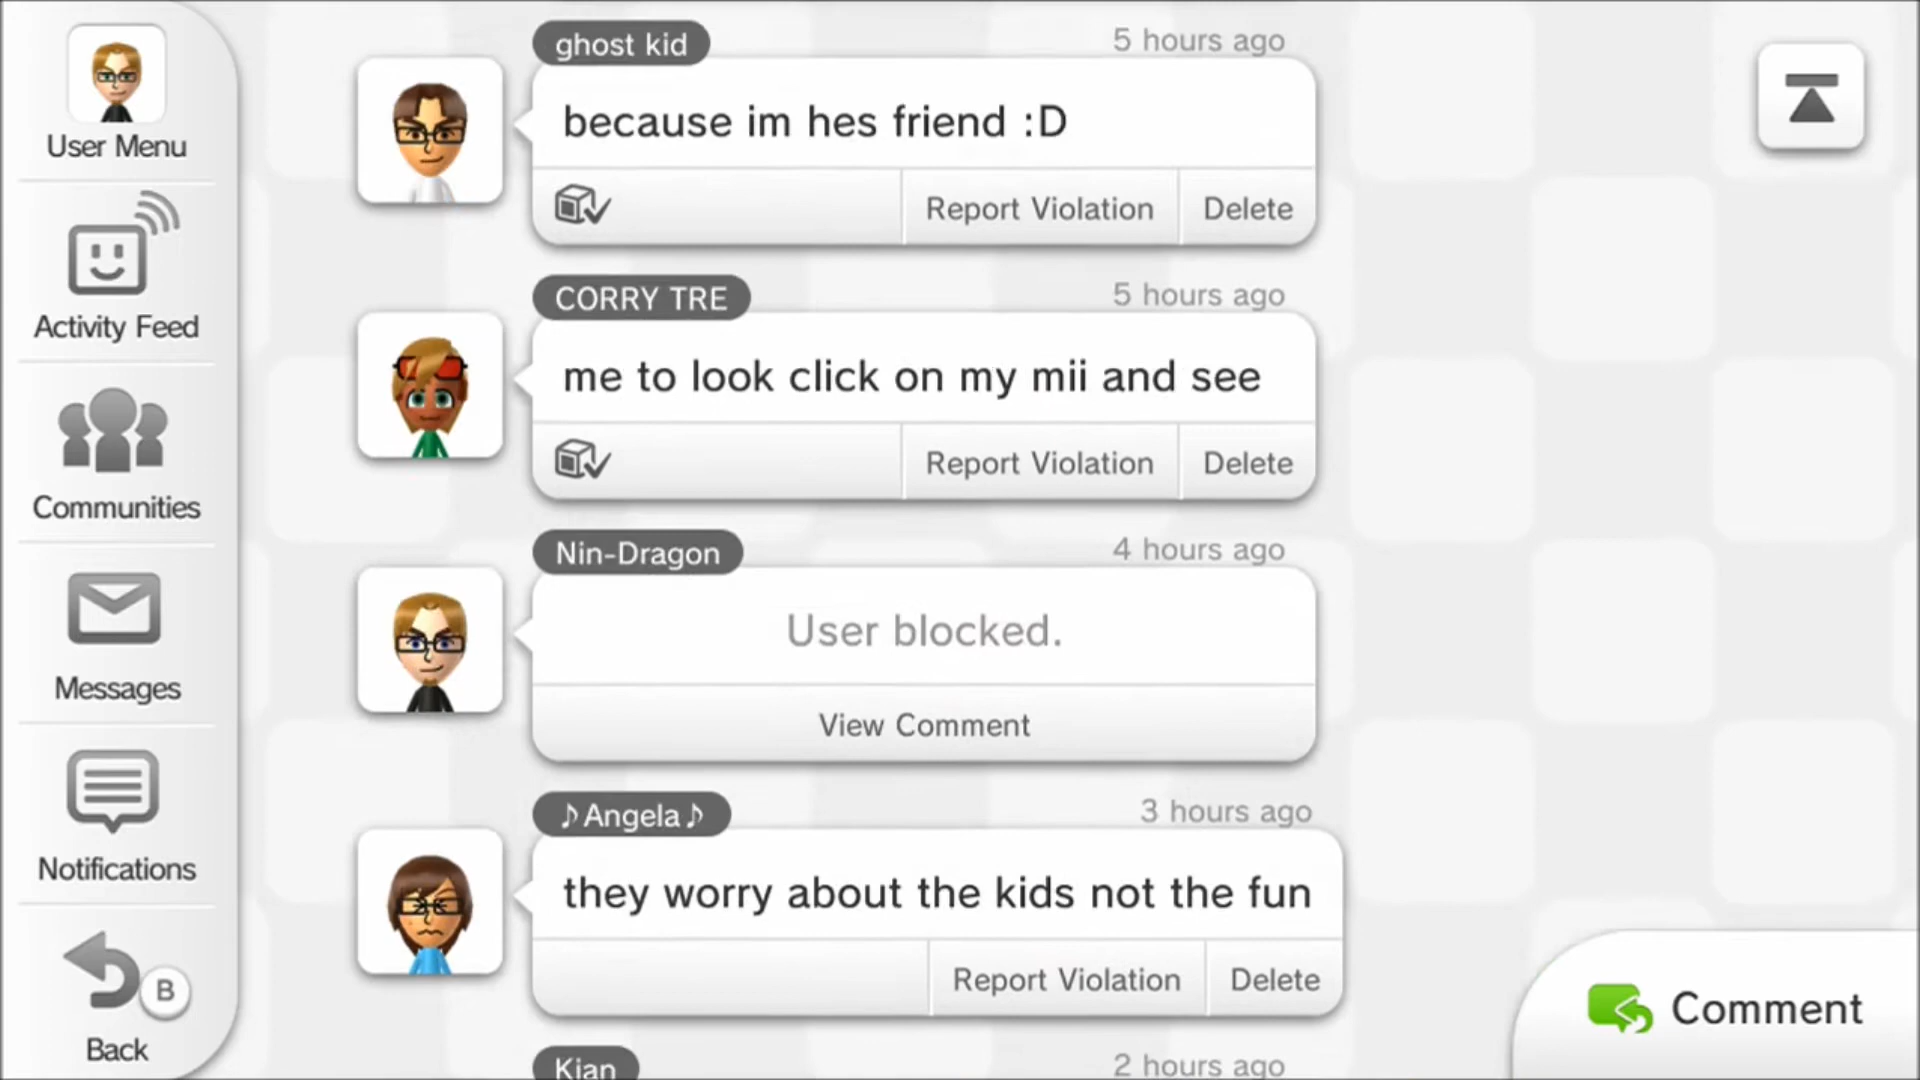 User Menu
Activity Feed
Communities
Messages
Notifications
B
Back
ghost kid
5 hours ago
because im hes friend :D
Report Violation
Delete
CORRY TRE
5 hours ago
me to look click on my mii and see
Report Violation
Delete
Nin-Dragon
4 hours ago
User blocked.
View Comment
♪Angela♪
3 hours ago
they worry about the kids not the fun
Report Violation
Delete
Kian
2 hours ago
Comment